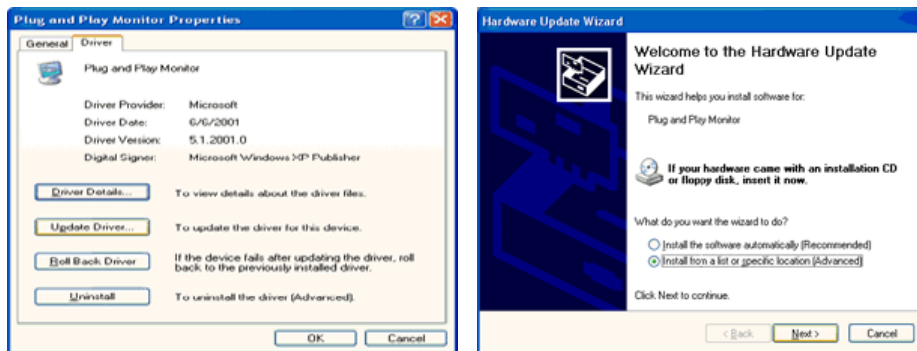 Plug and Play Monitor Properties
General
Driver
Plug and Play Monitor
Driver Provider: Microsoft
Driver Date: 6/6/2001
Driver Version: 5.1.2001.0
Digital Signer: Microsoft Windows XP Publisher
Driver Details...
To view details about the driver files.
Update Driver...
To update the driver for this device.
Roll Back Driver
If the device fails after updating the driver, roll
back to the previously installed driver.
Uninstall
To uninstall the driver (Advanced).
OK
Cancel
Hardware Update Wizard
Welcome to the Hardware Update
Wizard
This wizard helps you install software for:
Plug and Play Monitor
If your hardware came with an installation CD
or floppy disk, insert it now.
What do you want the wizard to do?
Install the software automatically (Recommended)
Install from a list or specific location (Advanced)
Click Next to continue.
< Back
Next >
Cancel